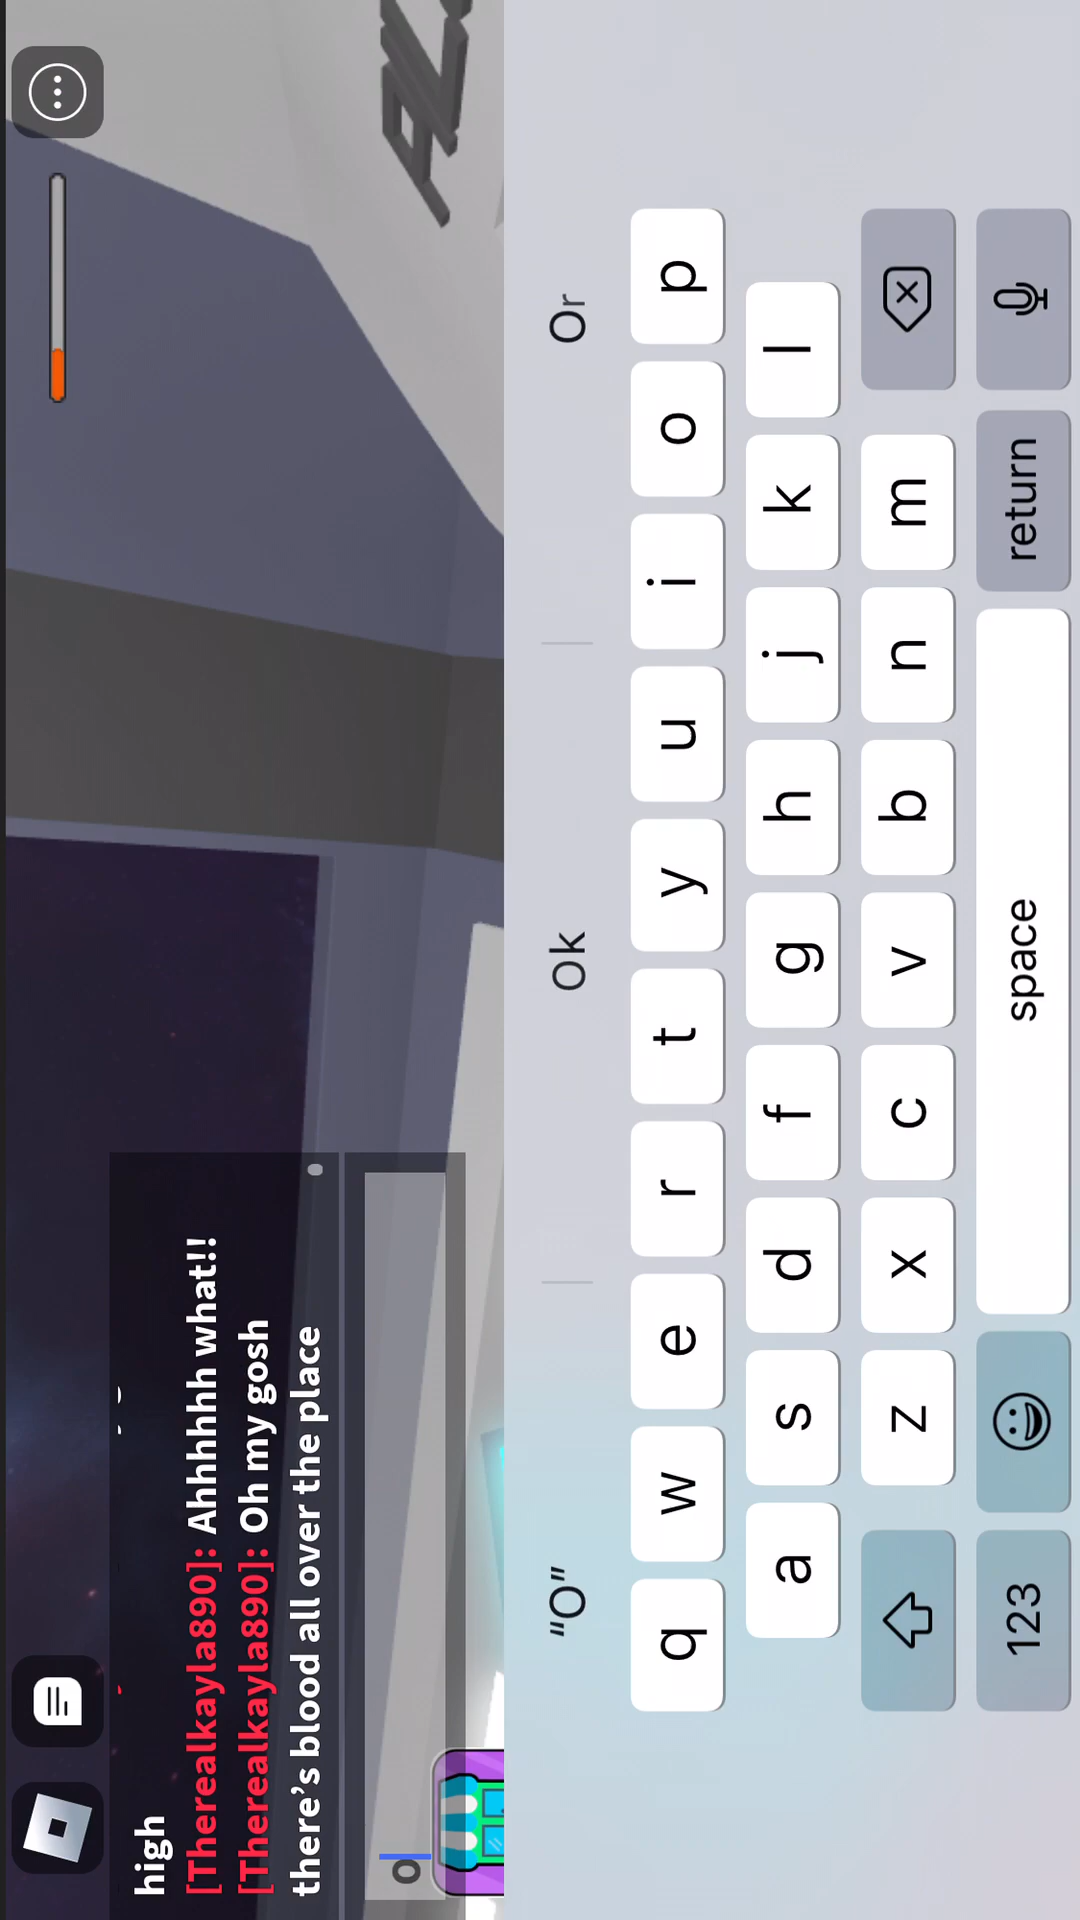 high
[Therealkayla890]: Ahhhhhh what!!
[Therealkayla890]: Oh my gosh
there's blood all over the place
o
"O" Ok Or
q w e r t y u i o p
a s d f g h j k l
z x c v b n m
123 space return